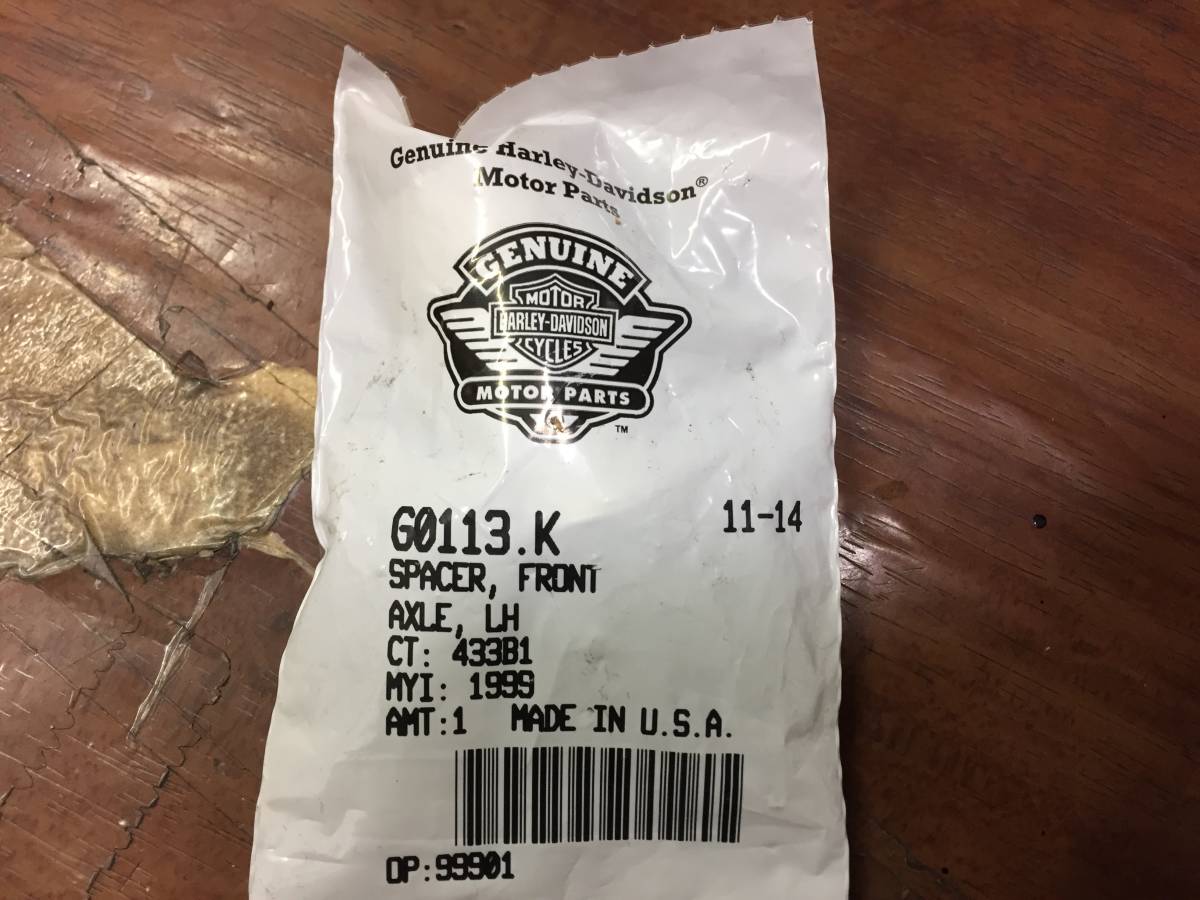 Genuine Harley-Davidson®
Motor Parts
GENUINE
MOTOR
HARLEY-DAVIDSON
CYCLES
MOTOR PARTS
TM
G0113.K
11-14
SPACER, FRONT
AXLE, LH
CT: 433B1
MYI: 1999
AMT:1 MADE IN U.S.A.
OP:99901